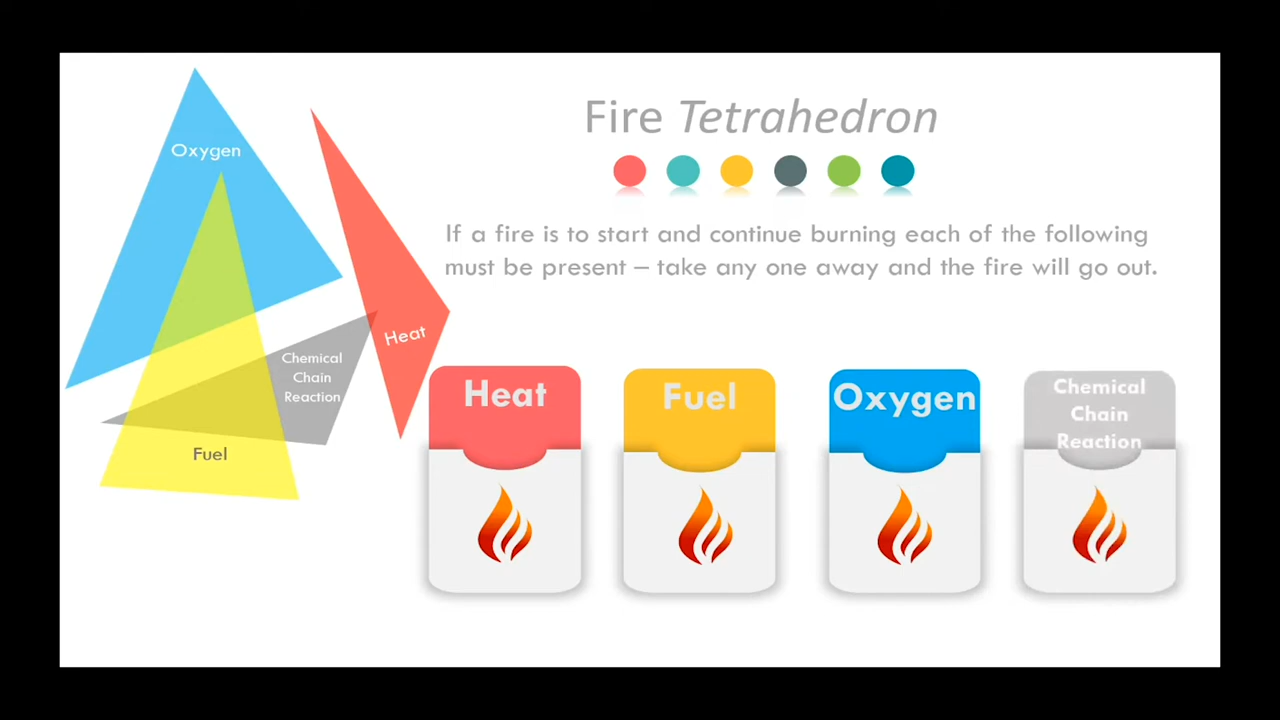 Fire Tetrahedron
If a fire is to start and continue burning each of the following
must be present – take any one away and the fire will go out.
Oxygen
Heat
Chemical
Chain
Reaction
Fuel
Heat
Fuel
Oxygen
Chemical
Chain
Reaction